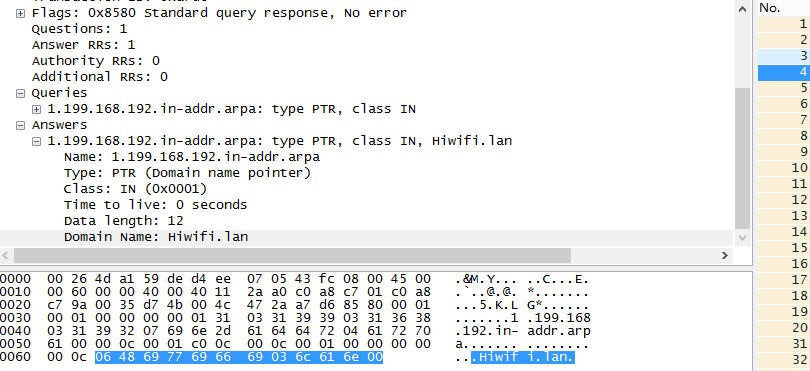 Flags: 0x8580 Standard query response, No error
Questions: 1
Answer RRs: 1
Authority RRs: 0
Additional RRs: 0
Queries
1.199.168.192.in-addr.arpa: type PTR, class IN
Answers
1.199.168.192.in-addr.arpa: type PTR, class IN, Hiwifi.lan
Name: 1.199.168.192.in-addr.arpa
Type: PTR (Domain name pointer)
Class: IN (0x0001)
Time to live: 0 seconds
Data length: 12
Domain Name: Hiwifi.lan
0000 00 26 4d a1 59 de d4 ee 07 05 43 fc 08 00 45 00 .&M.Y... ..C...E.
0010 00 60 00 00 40 00 40 11 2a a0 c0 a8 c7 01 c0 a8 .`..@.@. *.......
0020 c7 9a 00 35 d7 4b 00 4c 47 2a a7 d6 85 80 00 01 ...5.K.L G*......
0030 00 01 00 00 00 00 01 31 03 31 39 39 03 31 36 38 .......1 .199.168
0040 03 31 39 32 07 69 6e 2d 61 64 64 72 04 61 72 70 .192.in- addr.arp
0050 61 00 00 0c 00 01 c0 0c 00 0c 00 01 00 00 00 00 a....... ........
0060 00 0c 06 48 69 77 69 66 69 03 6c 61 6e 00 ...Hiwif i.lan.
No.
1
2
3
4
5
6
7
8
9
10
11
12
13
14
15
16
17
18
19
20
21
22
23
24
25
26
27
28
29
30
31
32